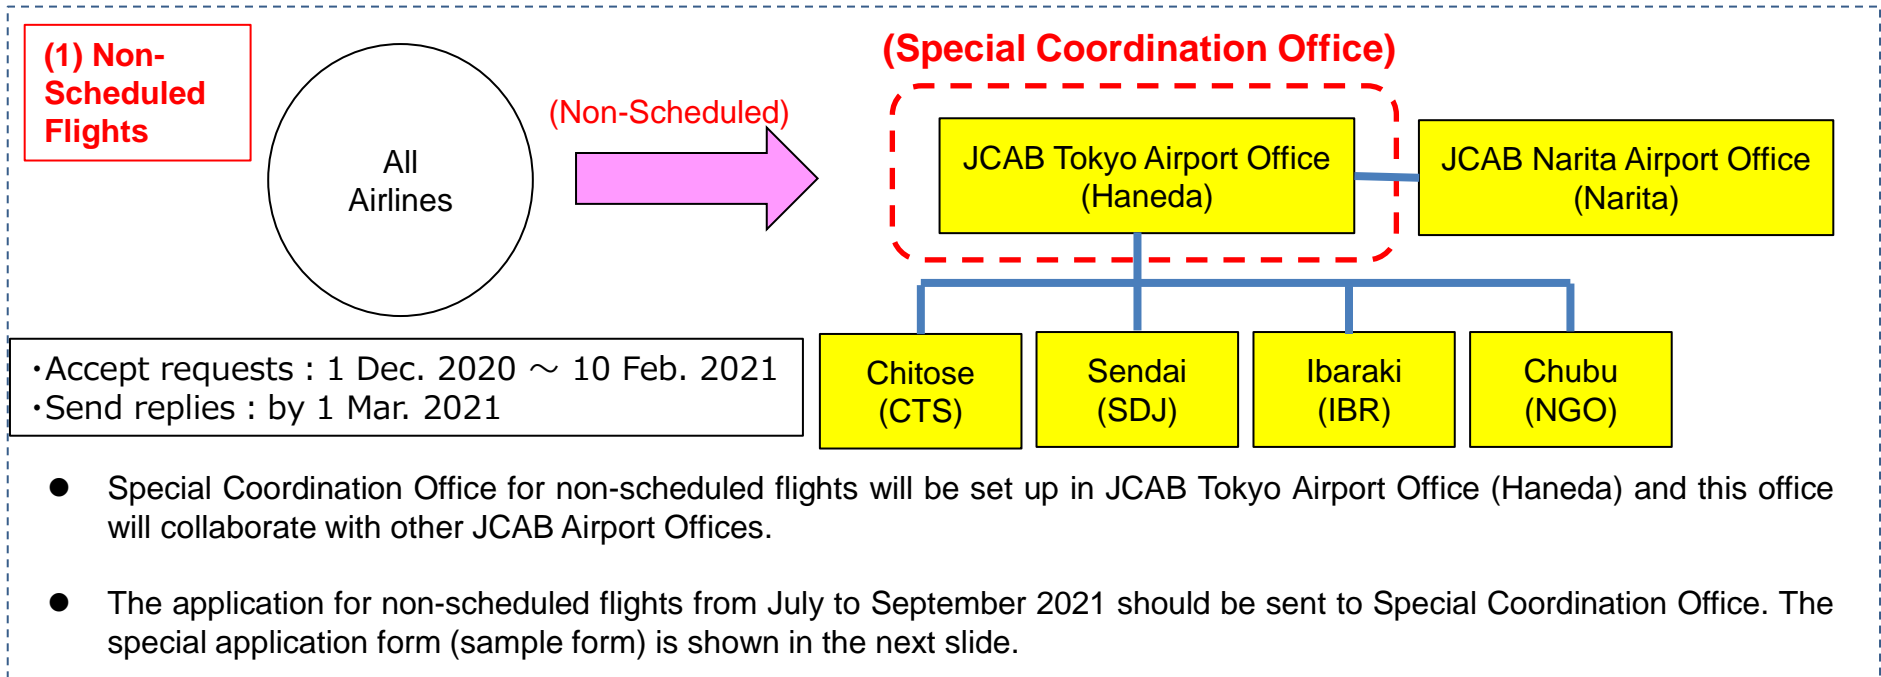 (1) Non-
Scheduled
Flights
All
Airlines
(Non-Scheduled)
(Special Coordination Office)
JCAB Tokyo Airport Office
(Haneda)
JCAB Narita Airport Office
(Narita)
・Accept requests : 1 Dec. 2020 ～ 10 Feb. 2021
・Send replies : by 1 Mar. 2021
Chitose
(CTS)
Sendai
(SDJ)
Ibaraki
(IBR)
Chubu
(NGO)
● Special Coordination Office for non-scheduled flights will be set up in JCAB Tokyo Airport Office (Haneda) and this office
will collaborate with other JCAB Airport Offices.
● The application for non-scheduled flights from July to September 2021 should be sent to Special Coordination Office. The
special application form (sample form) is shown in the next slide.